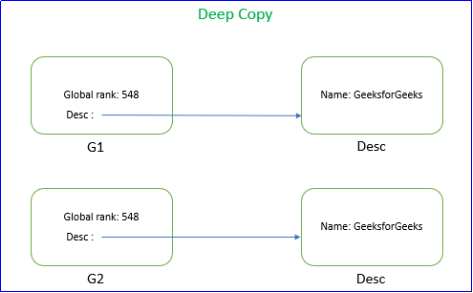 Deep Copy
Global rank: 548
Desc :
Name: GeeksforGeeks
G1
Desc
Global rank: 548
Desc :
Name: GeeksforGeeks
G2
Desc